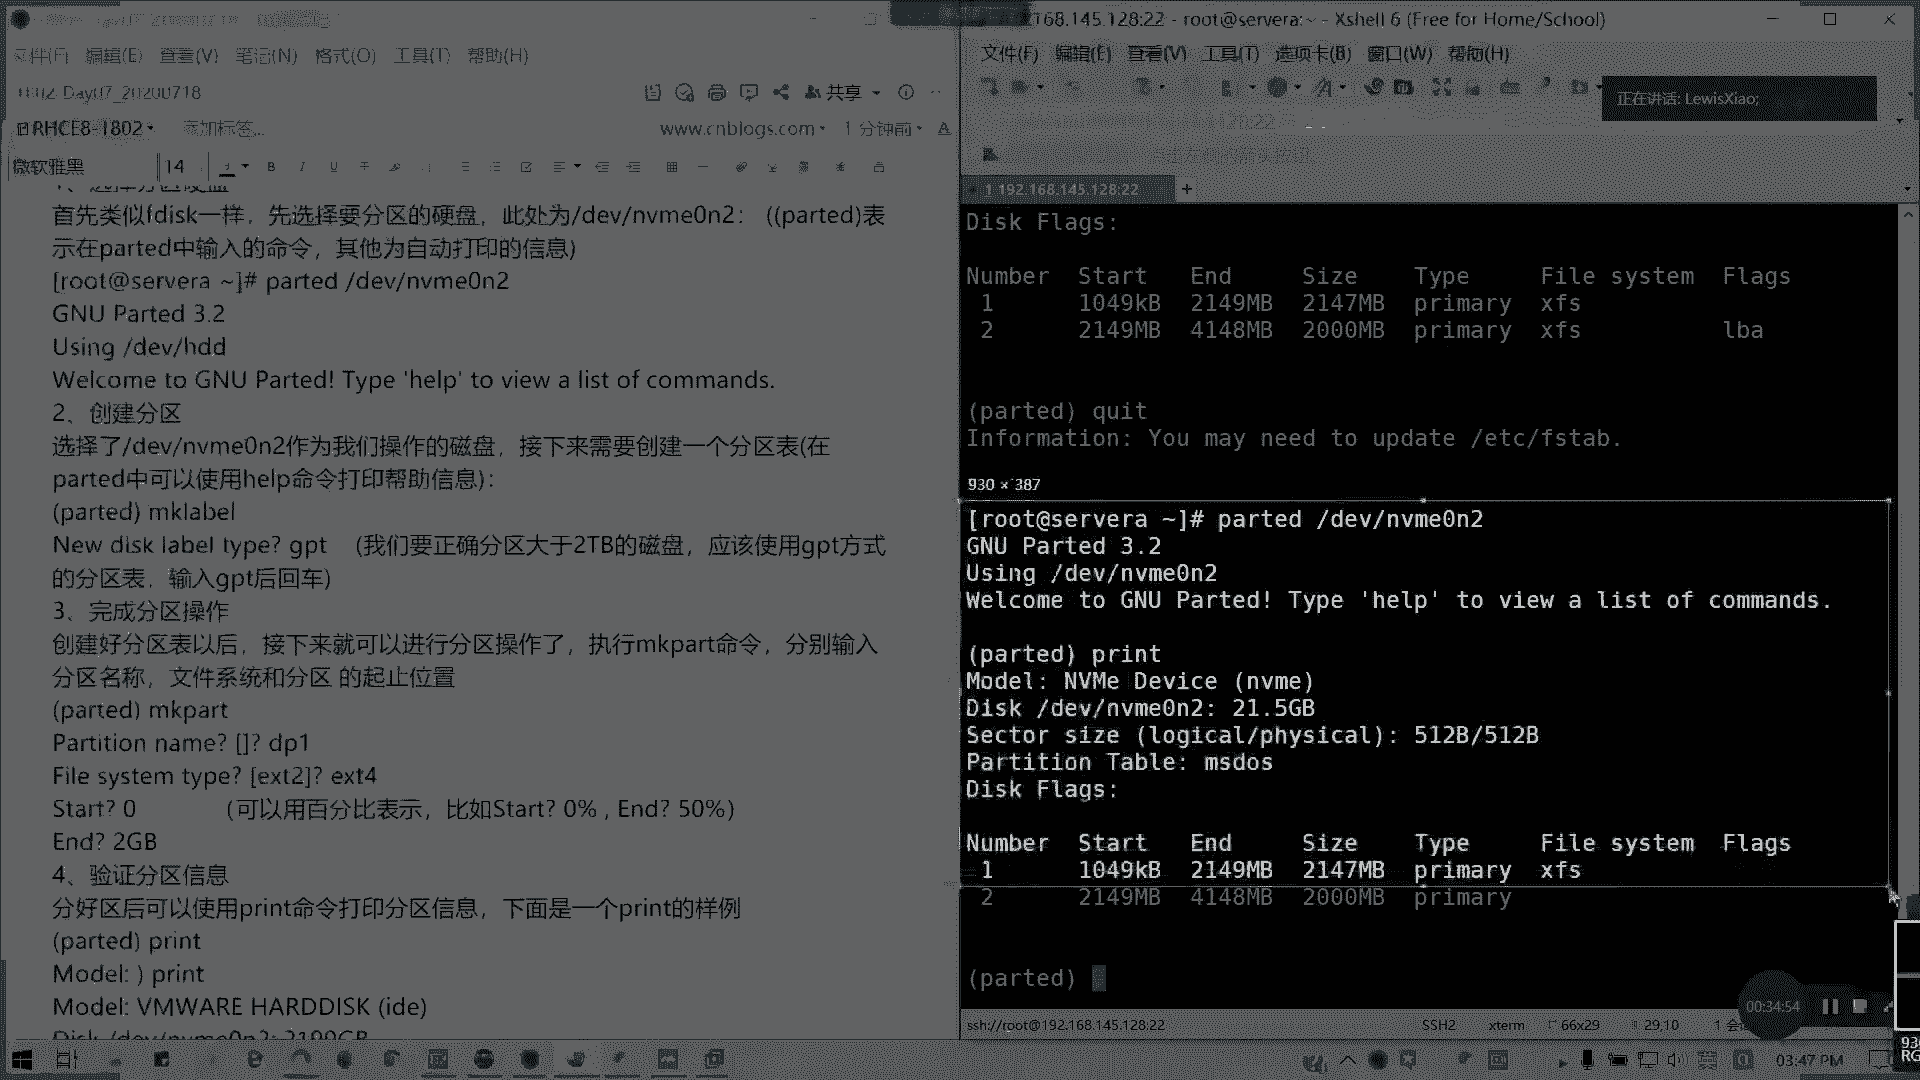 文件(F) 编辑(E) 查看(V) 笔记(N) 格式(O) 工具(T) 帮助(H)
共享
RHCE8-1802 添加标签...
www.cnblogs.com 1 分钟前
微软雅黑 14
1、选择分区硬盘
首先类似fdisk一样，先选择要分区的硬盘，此处为/dev/nvme0n2： ((parted)表
示在parted中输入的命令，其他为自动打印的信息)
[root@servera ~]# parted /dev/nvme0n2
GNU Parted 3.2
Using /dev/hdd
Welcome to GNU Parted! Type 'help' to view a list of commands.
2、创建分区
选择了/dev/nvme0n2作为我们操作的磁盘，接下来需要创建一个分区表(在
parted中可以使用help命令打印帮助信息)：
(parted) mklabel
New disk label type? gpt （我们要正确分区大于2TB的磁盘，应该使用gpt方式
的分区表，输入gpt后回车)
3、完成分区操作
创建好分区表以后，接下来就可以进行分区操作了，执行mkpart命令，分别输入
分区名称，文件系统和分区 的起止位置
(parted) mkpart
Partition name? []? dp1
File system type? [ext2]? ext4
Start? 0 （可以用百分比表示，比如Start? 0% , End? 50%）
End? 2GB
4、验证分区信息
分好区后可以使用print命令打印分区信息，下面是一个print的样例
(parted) print
Model: ) print
Model: VMWARE HARDDISK (ide)
Disk /dev/nvme0n2: 2199GB
168.145.128:22 - root@servera:~ - Xshell 6 (Free for Home/School)
文件(F) 编辑(E) 查看(V) 工具(T) 选项卡(B) 窗口(W) 帮助(H)
正在讲话: LewisXiao;
1 192.168.145.128:22 +
Disk Flags:
Number Start End Size Type File system Flags
1 1049kB 2149MB 2147MB primary xfs
2 2149MB 4148MB 2000MB primary xfs lba
(parted) quit
Information: You may need to update /etc/fstab.
930 × 387
[root@servera ~]# parted /dev/nvme0n2
GNU Parted 3.2
Using /dev/nvme0n2
Welcome to GNU Parted! Type 'help' to view a list of commands.
(parted) print
Model: NVMe Device (nvme)
Disk /dev/nvme0n2: 21.5GB
Sector size (logical/physical): 512B/512B
Partition Table: msdos
Disk Flags:
Number Start End Size Type File system Flags
1 1049kB 2149MB 2147MB primary xfs
2 2149MB 4148MB 2000MB primary
(parted)
00:34:54
ssh://root@192.168.145.128:22 SSH2 xterm 66x29 29,10
03:47 PM